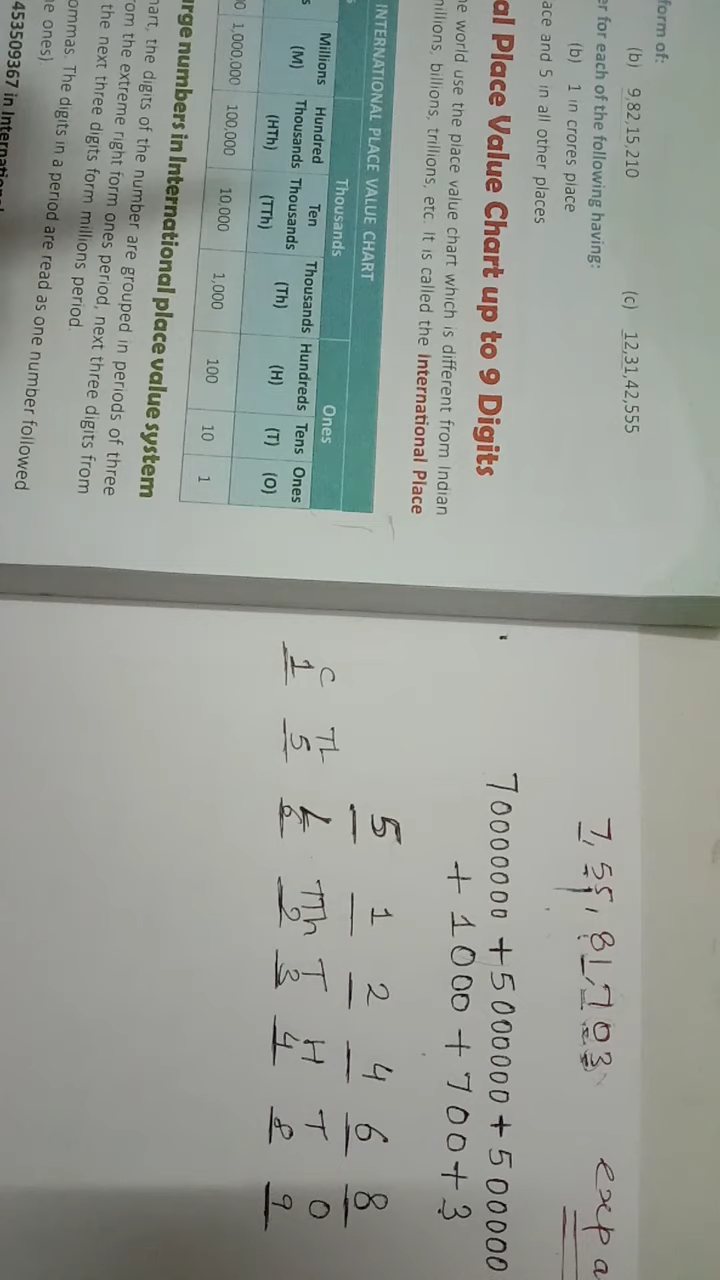 form of:
(b) 9,82,15,210 (c) 12,31,42,555
er for each of the following having:
(b) 1 in crores place
ace and 5 in all other places
al Place Value Chart up to 9 Digits
he world use the place value chart which is different from Indian
millions, billions, trillions, etc. It is called the International Place
INTERNATIONAL PLACE VALUE CHART
Thousands Ones
Millions Hundred Thousands Ten Thousands Thousands Hundreds Tens Ones
(M) (HTh) (TTh) (Th) (H) (T) (O)
1,000,000 100,000 10,000 1,000 100 10 1
arge numbers in International place value system
hart, the digits of the number are grouped in periods of three
rom the extreme right form ones period, next three digits from
the next three digits form millions period.
ommas. The digits in a period are read as one number followed
e ones).
453509367 in International
7,55,81,703 expa
70000000 + 5000000 + 500000
+ 1000 + 700 + 3
5 1 2 4 6 8
C TL L TTh T H T O
1 5 6 2 3 4 8 9